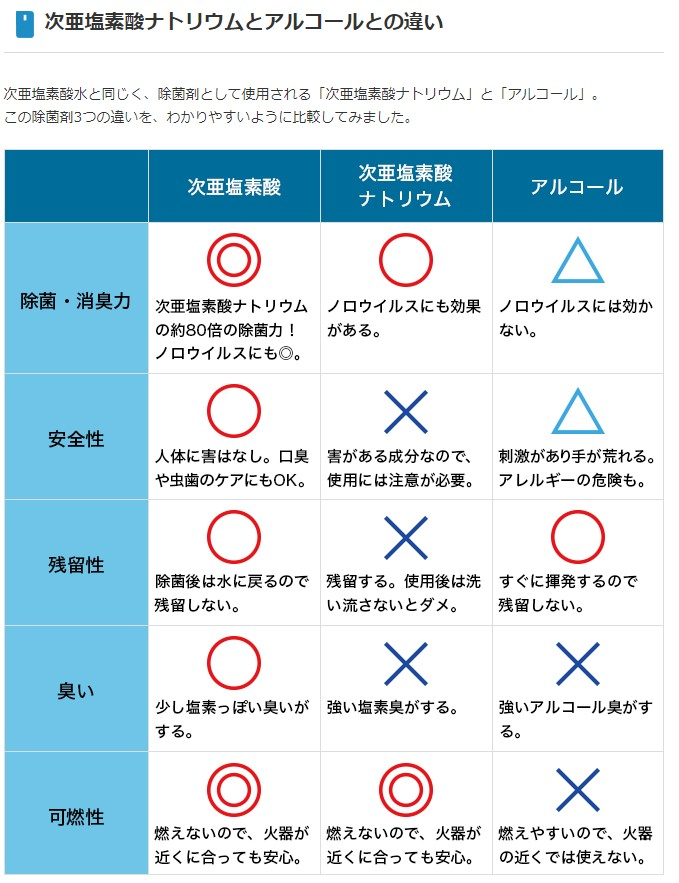 次亜塩素酸ナトリウムとアルコールとの違い
次亜塩素酸水と同じく、除菌剤として使用される「次亜塩素酸ナトリウム」と「アルコール」。
この除菌剤3つの違いを、わかりやすいように比較してみました。
次亜塩素酸
次亜塩素酸
ナトリウム
アルコール
除菌・消臭力
次亜塩素酸ナトリウム
の約80倍の除菌力！
ノロウイルスにも◎。
ノロウイルスにも効果
がある。
ノロウイルスには効か
ない。
安全性
人体に害はなし。口臭
や虫歯のケアにもOK。
害がある成分なので、
使用には注意が必要。
刺激があり手が荒れる。
アレルギーの危険も。
残留性
除菌後は水に戻るので
残留しない。
残留する。使用後は洗
い流さないとダメ。
すぐに揮発するので
残留しない。
臭い
少し塩素っぽい臭いが
する。
強い塩素臭がする。
強いアルコール臭がす
る。
可燃性
燃えないので、火器が
近くに合っても安心。
燃えないので、火器が
近くに合っても安心。
燃えやすいので、火器
の近くでは使えない。